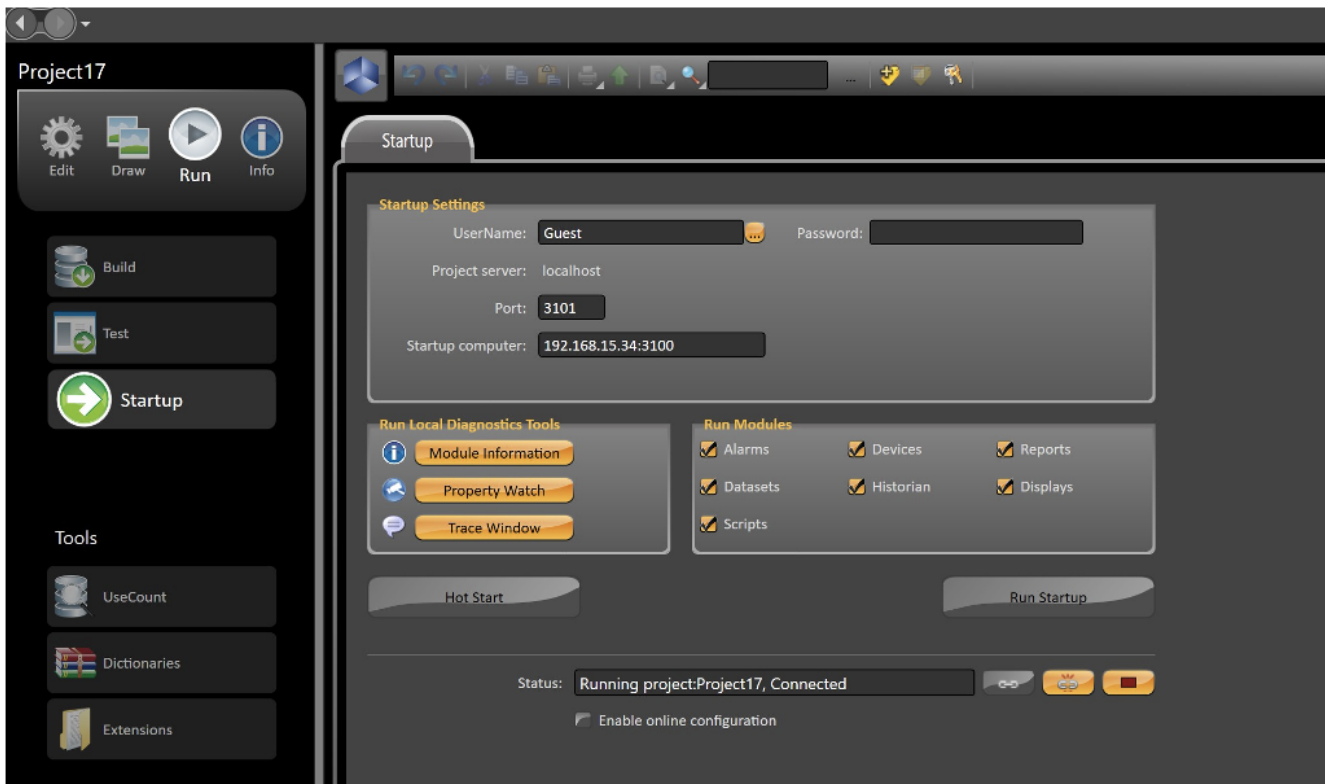 Project17
Edit
Draw
Run
Info
Build
Test
Startup
Tools
UseCount
Dictionaries
Extensions
...
Startup
Startup Settings
UserName: Guest ... Password:
Project server: localhost
Port: 3101
Startup computer: 192.168.15.34:3100
Run Local Diagnostics Tools
Module Information
Property Watch
Trace Window
Run Modules
Alarms Devices Reports
Datasets Historian Displays
Scripts
Hot Start
Run Startup
Status: Running project:Project17, Connected
Enable online configuration